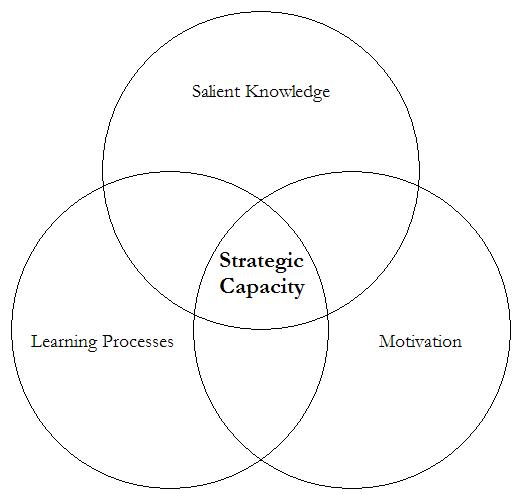 Salient Knowledge
Strategic
Capacity
Learning Processes
Motivation